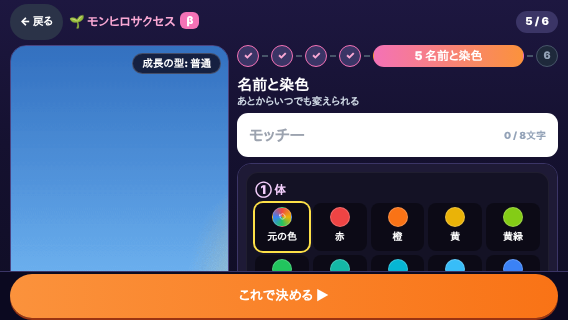 ← 戻る
🌱 モンヒロサクセス β
5 / 6
成長の型: 普通
5 名前と染色
6
名前と染色
あとからいつでも変えられる
モッチー
0 / 8文字
① 体
元の色
赤
橙
黄
黄緑
これで決める ▶